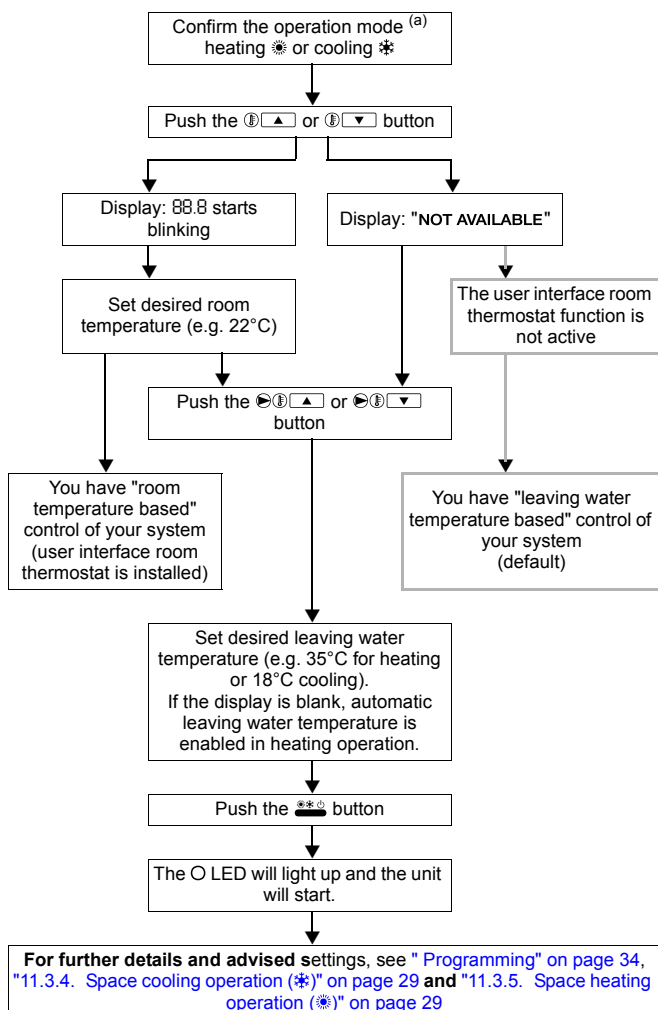 Confirm the operation mode (a)
heating ☀ or cooling ❄
Push the ▲ or ▼ button
Display: 88.8 starts
blinking
Display: "NOT AVAILABLE"
Set desired room
temperature (e.g. 22°C)
The user interface room
thermostat function is
not active
Push the ▲ or ▼
button
You have "room
temperature based"
control of your system
(user interface room
thermostat is installed)
You have "leaving water
temperature based" control of
your system
(default)
Set desired leaving water
temperature (e.g. 35°C for heating
or 18°C cooling).
If the display is blank, automatic
leaving water temperature is
enabled in heating operation.
Push the button
The O LED will light up and the unit
will start.
For further details and advised settings, see " Programming" on page 34,
"11.3.4. Space cooling operation (❄)" on page 29 and "11.3.5. Space heating
operation (☀)" on page 29